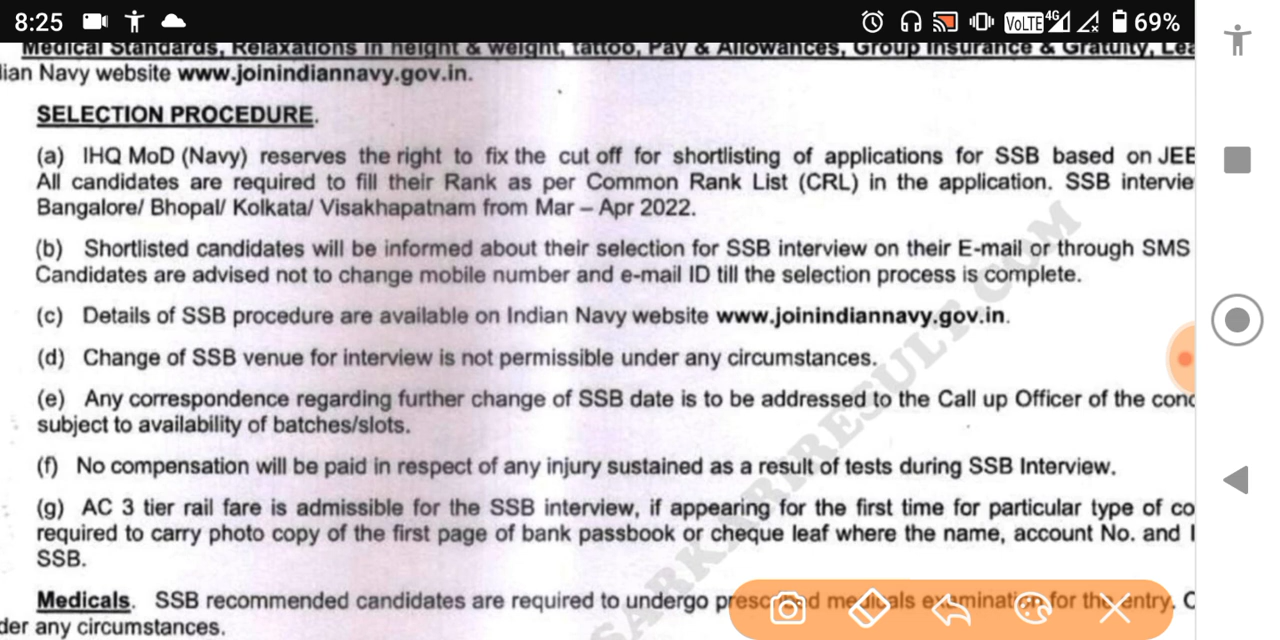 8:25
VoLTE 4G 69%
Medical Standards, Relaxations in height & weight, tattoo, Pay & Allowances, Group Insurance & Gratuity, Lea
ian Navy website www.joinindiannavy.gov.in.
SELECTION PROCEDURE.
(a) IHQ MoD (Navy) reserves the right to fix the cut off for shortlisting of applications for SSB based on JEE
All candidates are required to fill their Rank as per Common Rank List (CRL) in the application. SSB intervie
Bangalore/ Bhopal/ Kolkata/ Visakhapatnam from Mar – Apr 2022.
(b) Shortlisted candidates will be informed about their selection for SSB interview on their E-mail or through SMS
Candidates are advised not to change mobile number and e-mail ID till the selection process is complete.
(c) Details of SSB procedure are available on Indian Navy website www.joinindiannavy.gov.in.
(d) Change of SSB venue for interview is not permissible under any circumstances.
(e) Any correspondence regarding further change of SSB date is to be addressed to the Call up Officer of the conc
subject to availability of batches/slots.
(f) No compensation will be paid in respect of any injury sustained as a result of tests during SSB Interview.
(g) AC 3 tier rail fare is admissible for the SSB interview, if appearing for the first time for particular type of co
required to carry photo copy of the first page of bank passbook or cheque leaf where the name, account No. and I
SSB.
Medicals. SSB recommended candidates are required to undergo prescribed medicals examination for the entry. C
der any circumstances.
SARKARIRESULT.COM